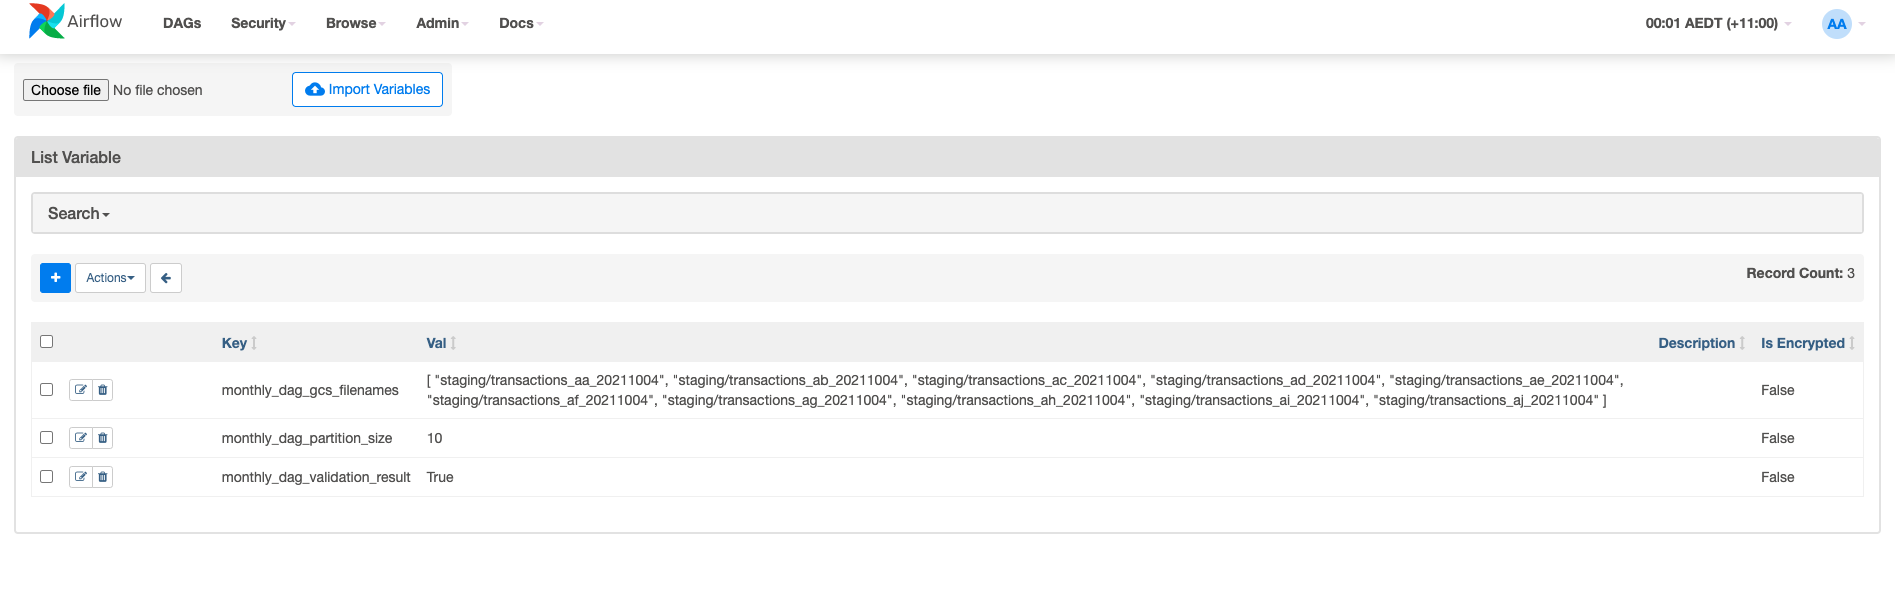 Airflow DAGs Security Browse Admin Docs 00:01 AEDT (+11:00) AA
Choose file No file chosen Import Variables
List Variable
Search
+ Actions Record Count: 3
Key Val Description Is Encrypted
monthly_dag_gcs_filenames [ "staging/transactions_aa_20211004", "staging/transactions_ab_20211004", "staging/transactions_ac_20211004", "staging/transactions_ad_20211004", "staging/transactions_ae_20211004", False
"staging/transactions_af_20211004", "staging/transactions_ag_20211004", "staging/transactions_ah_20211004", "staging/transactions_ai_20211004", "staging/transactions_aj_20211004" ]
monthly_dag_partition_size 10 False
monthly_dag_validation_result True False